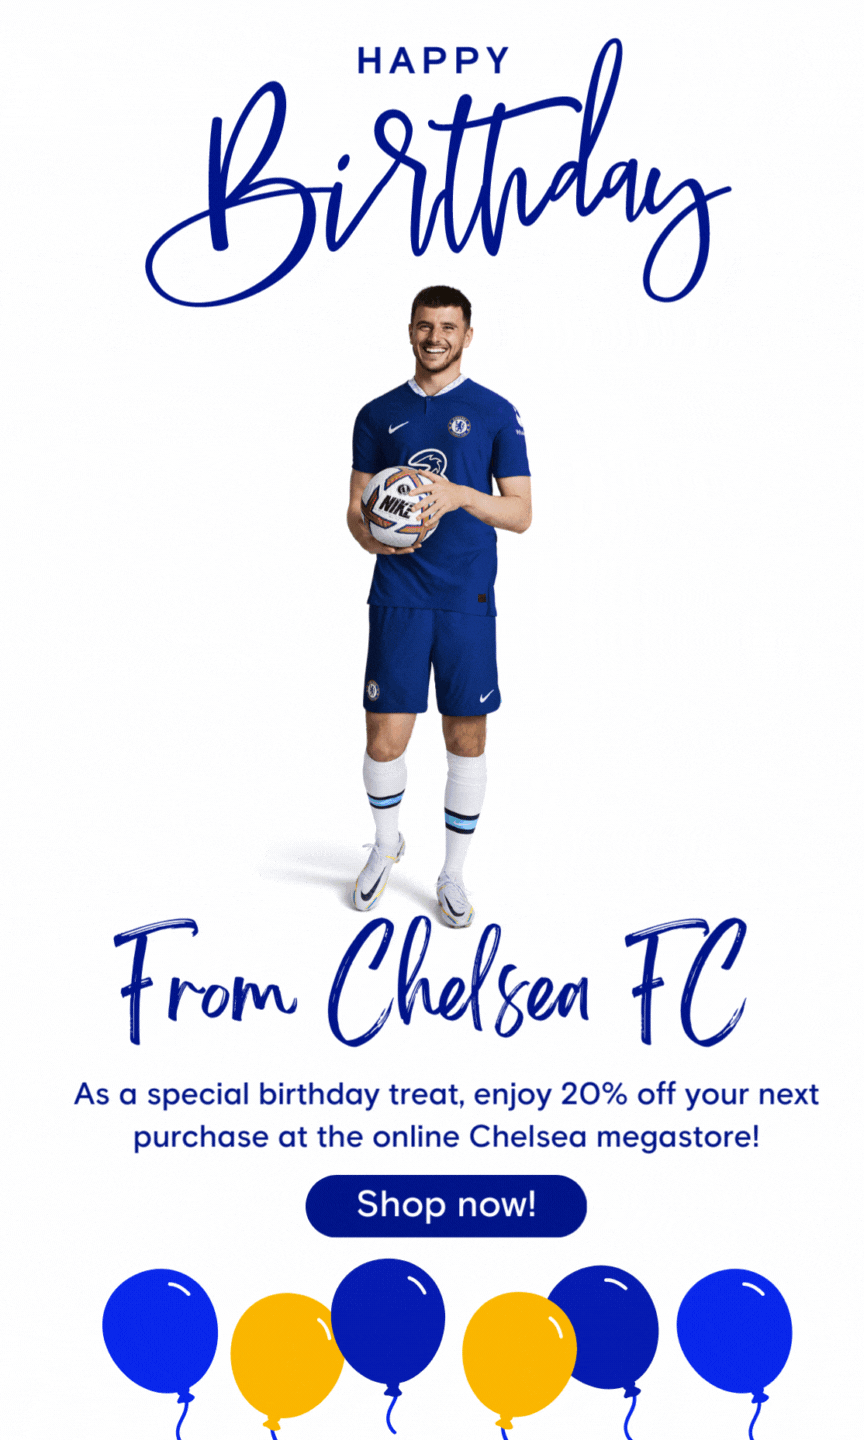 HAPPY
Birthday
NIKE
From Chelsea FC
As a special birthday treat, enjoy 20% off your next
purchase at the online Chelsea megastore!
Shop now!